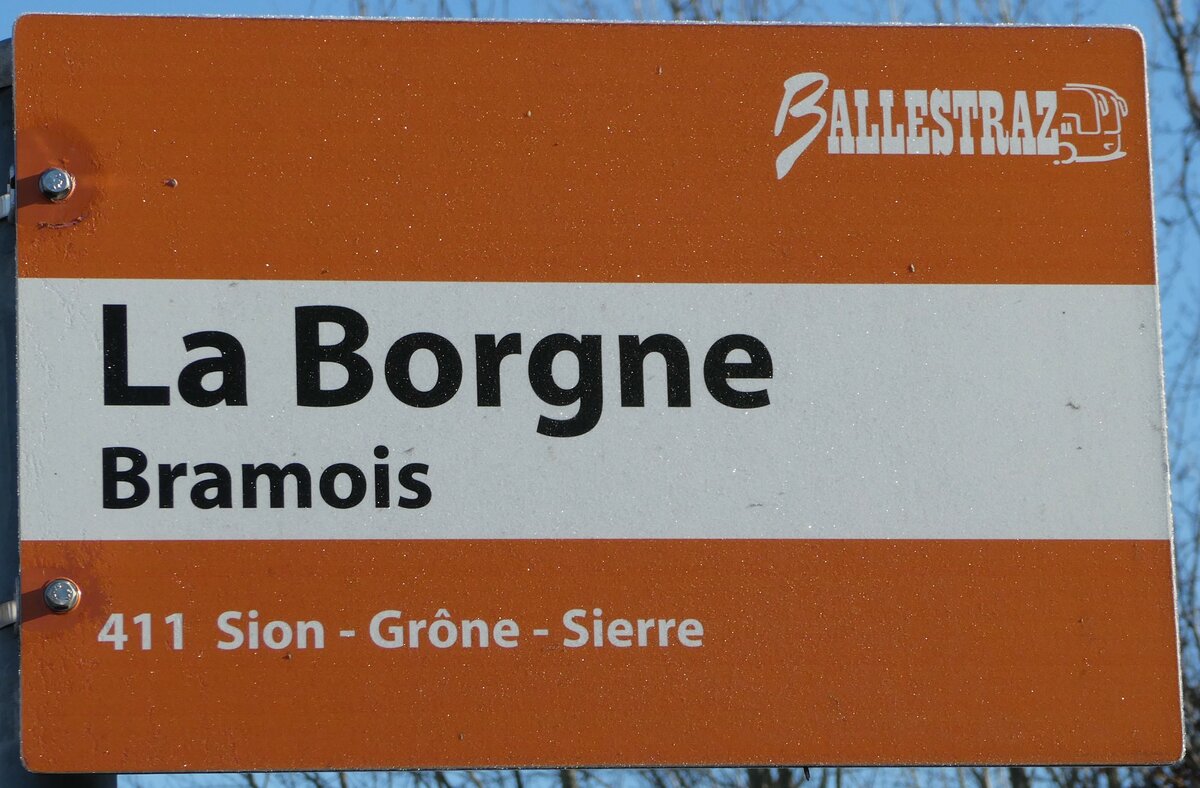 BALLESTRAZ
La Borgne
Bramois
411 Sion - Grône - Sierre